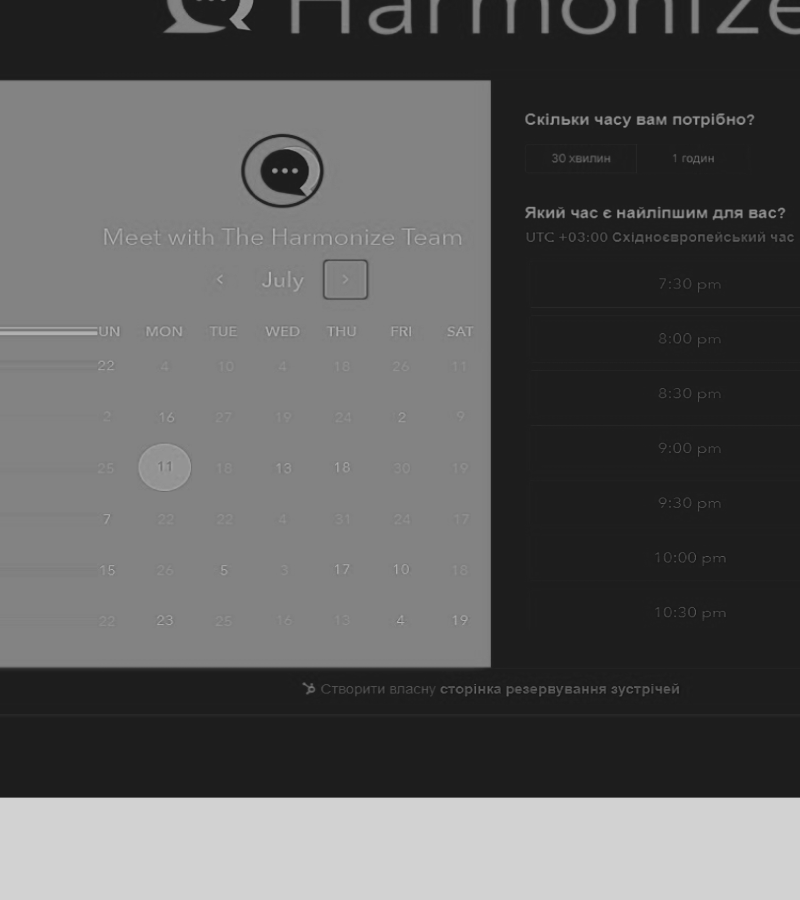 Harmonize
Meet with The Harmonize Team
< July >
UN MON TUE WED THU FRI SAT
22 4 10 4 18 26 11
2 16 27 19 24 2 9
25 11 18 13 18 30 19
7 22 22 4 31 24 17
15 26 5 3 17 10 18
22 23 25 16 13 4 19
Скільки часу вам потрібно?
30 хвилин 1 годин
Який час є найліпшим для вас?
UTC +03:00 Східноєвропейський час
7:30 pm
8:00 pm
8:30 pm
9:00 pm
9:30 pm
10:00 pm
10:30 pm
Створити власну сторінка резервування зустрічей